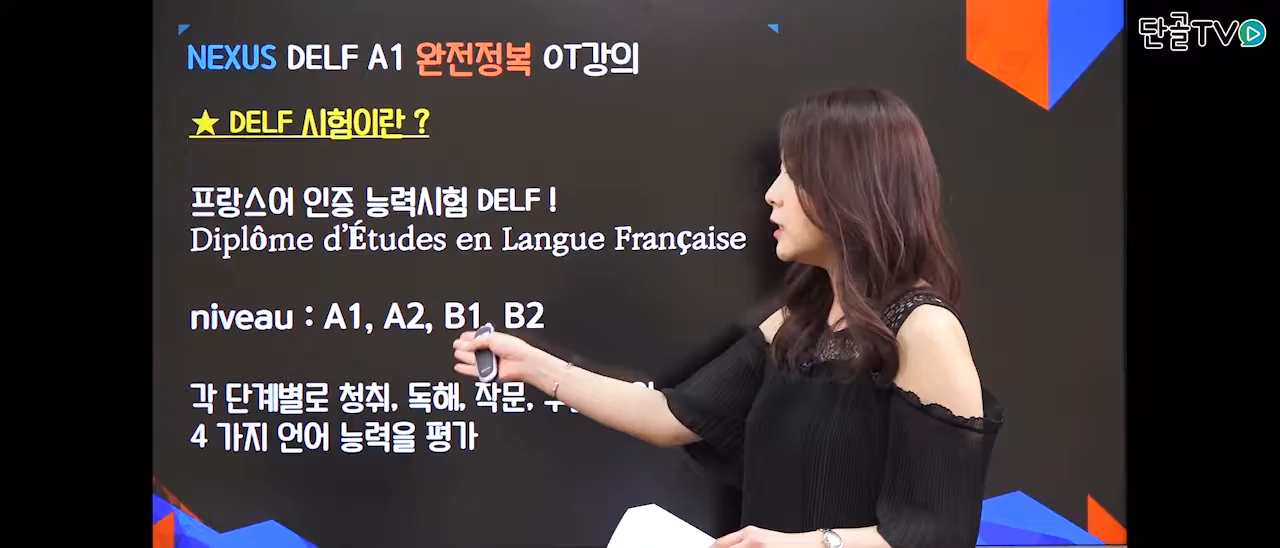 단골TV
NEXUS DELF A1 완전정복 OT강의
★ DELF 시험이란 ?
프랑스어 인증 능력시험 DELF !
Diplôme d'Études en Langue Française
niveau : A1, A2, B1, B2
각 단계별로 청취, 독해, 작문,
4 가지 언어 능력을 평가